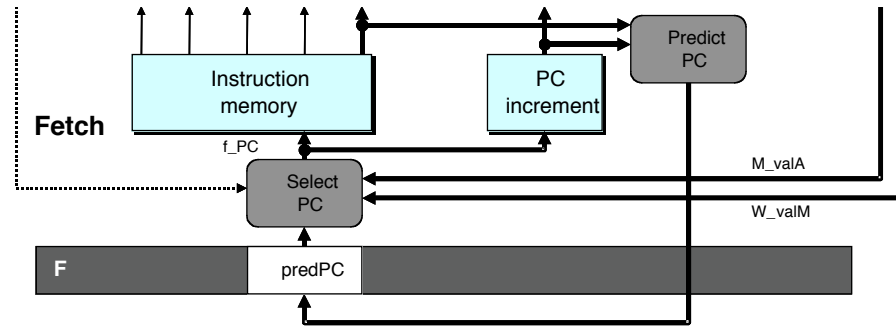 Predict
PC
Instruction
memory
PC
increment
Fetch
f_PC
M_valA
Select
PC
W_valM
F
predPC